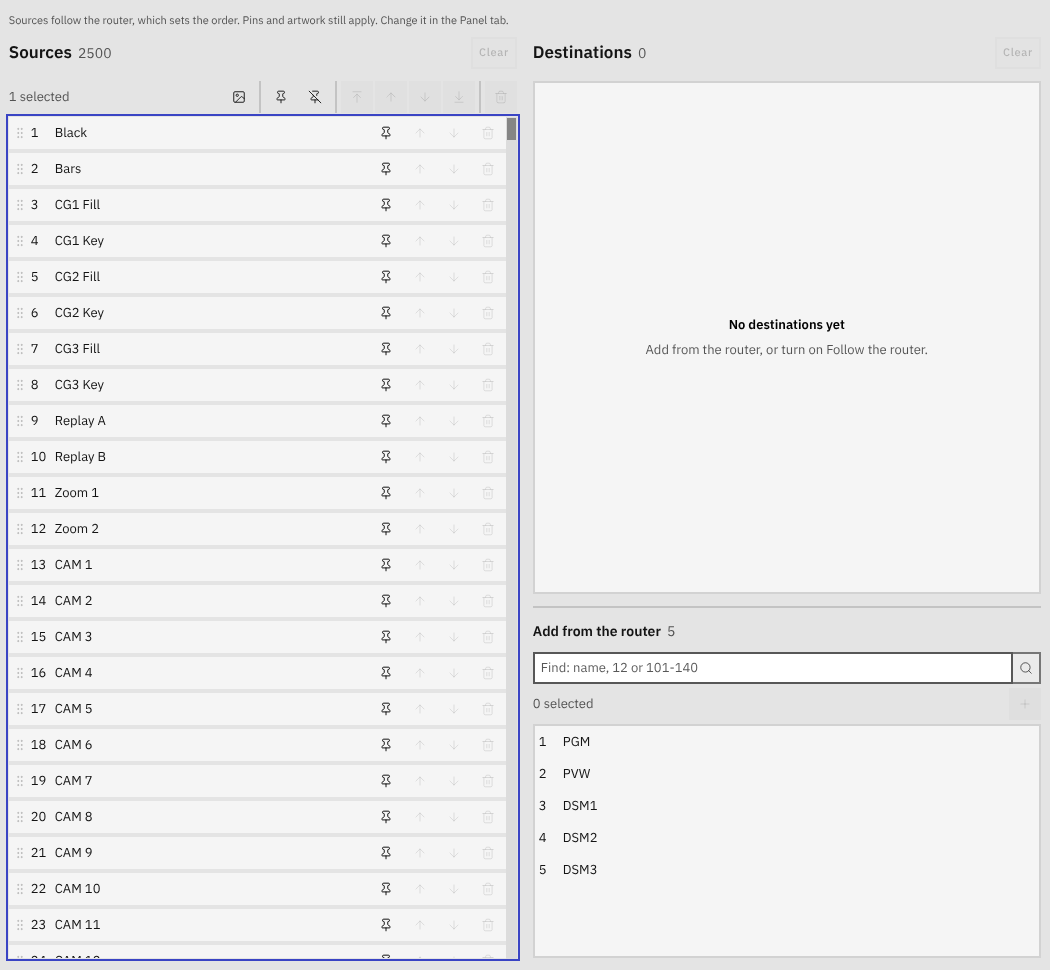 Sources follow the router, which sets the order. Pins and artwork still apply. Change it in the Panel tab.
Sources 2500
Clear
1 selected
1 Black
2 Bars
3 CG1 Fill
4 CG1 Key
5 CG2 Fill
6 CG2 Key
7 CG3 Fill
8 CG3 Key
9 Replay A
10 Replay B
11 Zoom 1
12 Zoom 2
13 CAM 1
14 CAM 2
15 CAM 3
16 CAM 4
17 CAM 5
18 CAM 6
19 CAM 7
20 CAM 8
21 CAM 9
22 CAM 10
23 CAM 11
Destinations 0
Clear
No destinations yet
Add from the router, or turn on Follow the router.
Add from the router 5
Find: name, 12 or 101-140
0 selected
1 PGM
2 PVW
3 DSM1
4 DSM2
5 DSM3